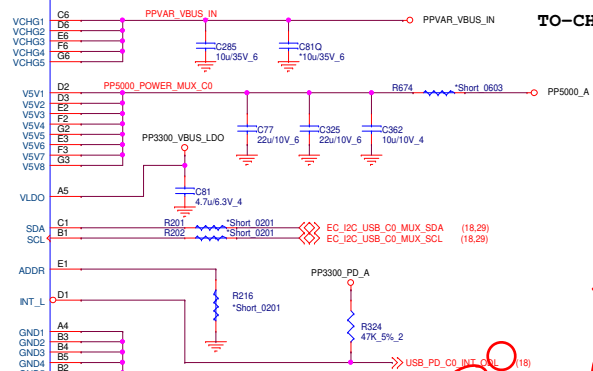 VCHG1 C6 PPVAR_VBUS_IN PPVAR_VBUS_IN TO-CH
VCHG2 D6
VCHG3 E6
VCHG4 F6 C285 C81Q
VCHG5 G6 10u/35V_6 *10u/35V_6
V5V1 D2 PP5000_POWER_MUX_C0 R674 *Short_0603 PP5000_A
V5V2 D3
V5V3 E2
V5V4 F2
V5V5 G2 C77 C325 C362
V5V6 E3 22u/10V_6 22u/10V_6 10u/10V_4
V5V7 F3 PP3300_VBUS_LDO
V5V8 G3
VLDO A5 C81
4.7u/6.3V_4
SDA C1 R201 *Short_0201 EC_I2C_USB_C0_MUX_SDA (18,29)
SCL B1 R202 *Short_0201 EC_I2C_USB_C0_MUX_SCL (18,29)
ADDR E1 PP3300_PD_A
INT_L D1 R216
*Short_0201
R324
47K_5%_2
GND1 A4
GND2 B3
GND3 B4
GND4 B5 USB_PD_C0_INT_ODL (18)
B2